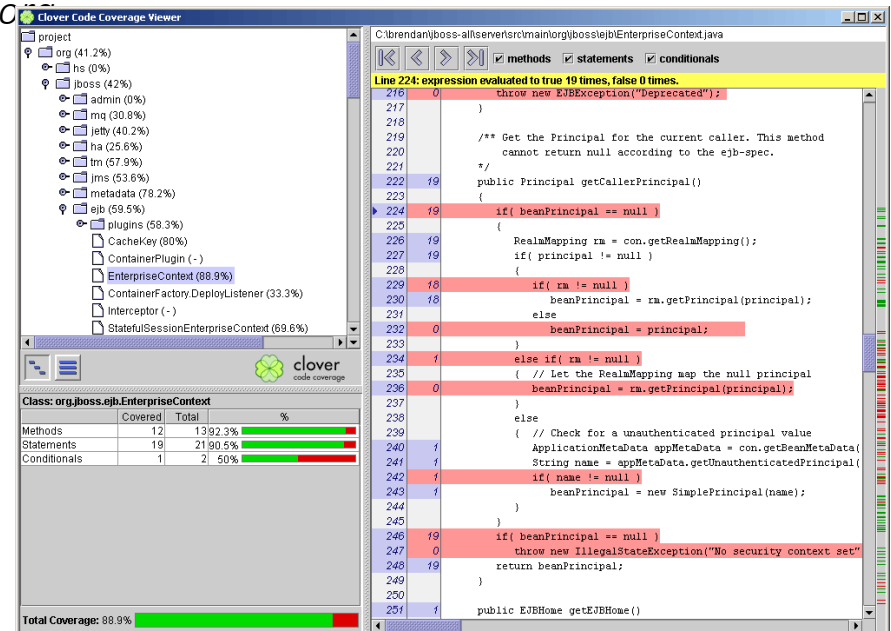 Clover Code Coverage Viewer
project
org (41.2%)
hs (0%)
jboss (42%)
admin (0%)
mq (30.8%)
jetty (40.2%)
ha (25.6%)
tm (57.9%)
jms (53.6%)
metadata (78.2%)
ejb (59.5%)
plugins (58.3%)
CacheKey (80%)
ContainerPlugin ( - )
EnterpriseContext (88.9%)
ContainerFactory.DeployListener (33.3%)
Interceptor ( - )
StatefulSessionEnterpriseContext (69.6%)
clover
code coverage
Class: org.jboss.ejb.EnterpriseContext
Covered Total %
Methods 12 13 92.3%
Statements 19 21 90.5%
Conditionals 1 2 50%
Total Coverage: 88.9%
C:\brendan\jboss-all\server\src\main\org\jboss\ejb\EnterpriseContext.java
methods statements conditionals
Line 224: expression evaluated to true 19 times, false 0 times.
216 0 throw new EJBException("Deprecated");
217 }
218
219 /** Get the Principal for the current caller. This method
220 cannot return null according to the ejb-spec.
221 */
222 19 public Principal getCallerPrincipal()
223 {
224 19 if( beanPrincipal == null )
225 {
226 19 RealmMapping rm = con.getRealmMapping();
227 19 if( principal != null )
228 {
229 18 if( rm != null )
230 18 beanPrincipal = rm.getPrincipal(principal);
231 else
232 0 beanPrincipal = principal;
233 }
234 1 else if( rm != null )
235 { // Let the RealmMapping map the null principal
236 0 beanPrincipal = rm.getPrincipal(principal);
237 }
238 else
239 { // Check for a unauthenticated principal value
240 1 ApplicationMetaData appMetaData = con.getBeanMetaData(
241 1 String name = appMetaData.getUnauthenticatedPrincipal(
242 1 if( name != null )
243 1 beanPrincipal = new SimplePrincipal(name);
244 }
245 }
246 19 if( beanPrincipal == null )
247 0 throw new IllegalStateException("No security context set"
248 19 return beanPrincipal;
249 }
250
251 1 public EJBHome getEJBHome()